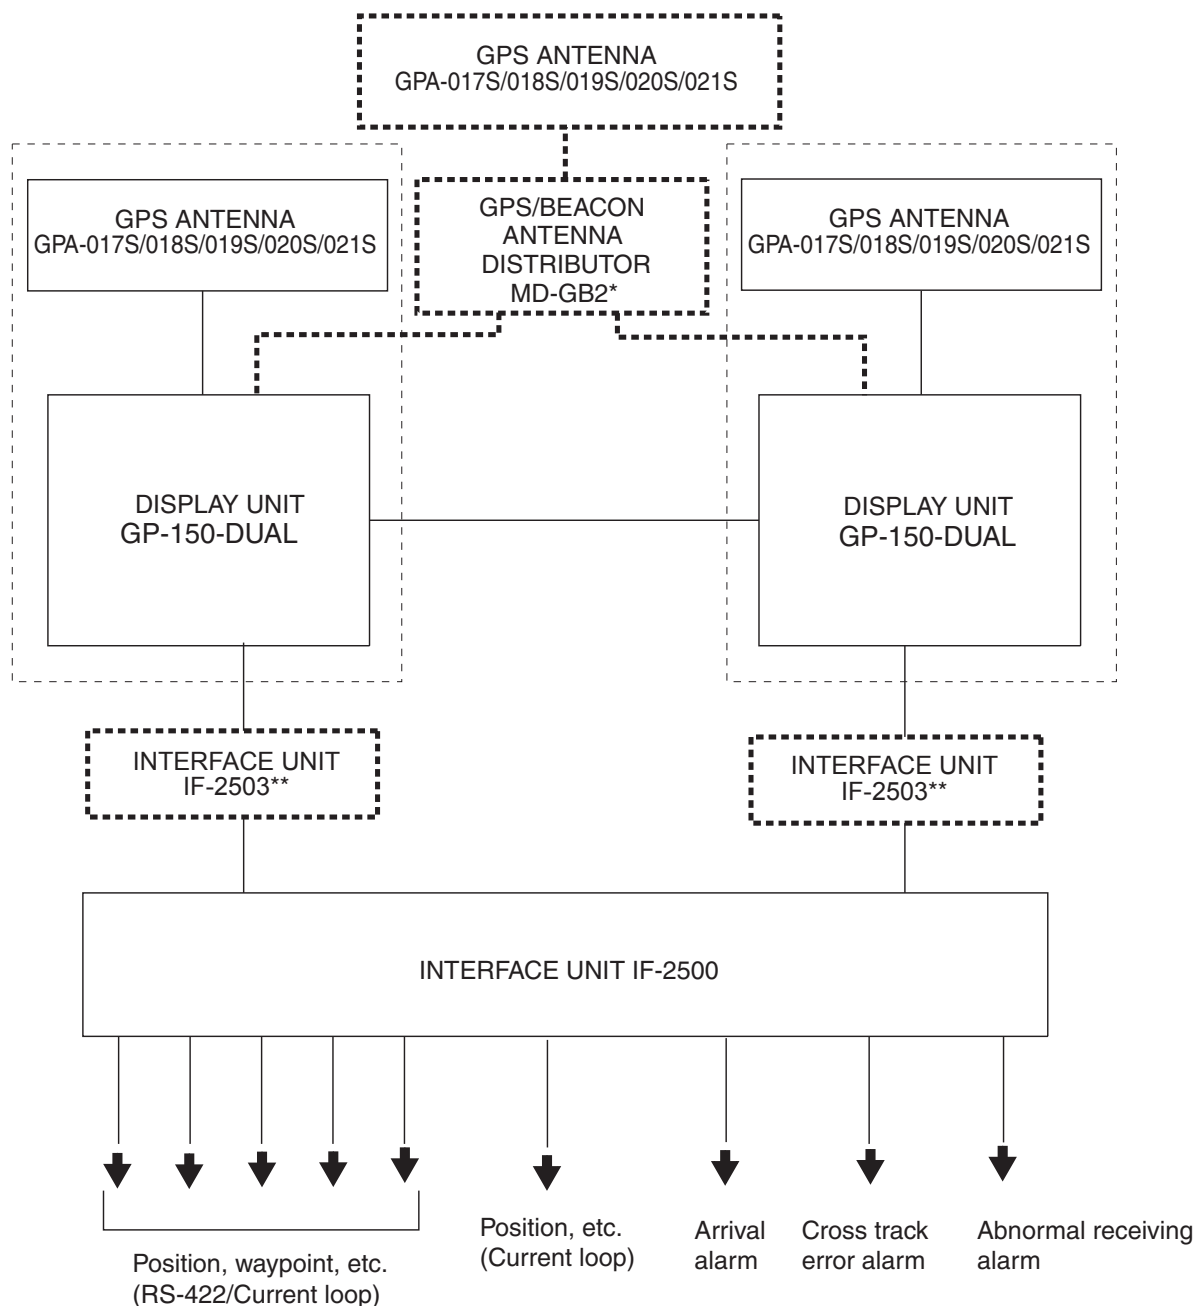 GPS ANTENNA
GPA-017S/018S/019S/020S/021S
GPS ANTENNA
GPA-017S/018S/019S/020S/021S
GPS/BEACON
ANTENNA
DISTRIBUTOR
MD-GB2*
GPS ANTENNA
GPA-017S/018S/019S/020S/021S
DISPLAY UNIT
GP-150-DUAL
DISPLAY UNIT
GP-150-DUAL
INTERFACE UNIT
IF-2503**
INTERFACE UNIT
IF-2503**
INTERFACE UNIT IF-2500
Position, waypoint, etc.
(RS-422/Current loop)
Position, etc.
(Current loop)
Arrival
alarm
Cross track
error alarm
Abnormal receiving
alarm